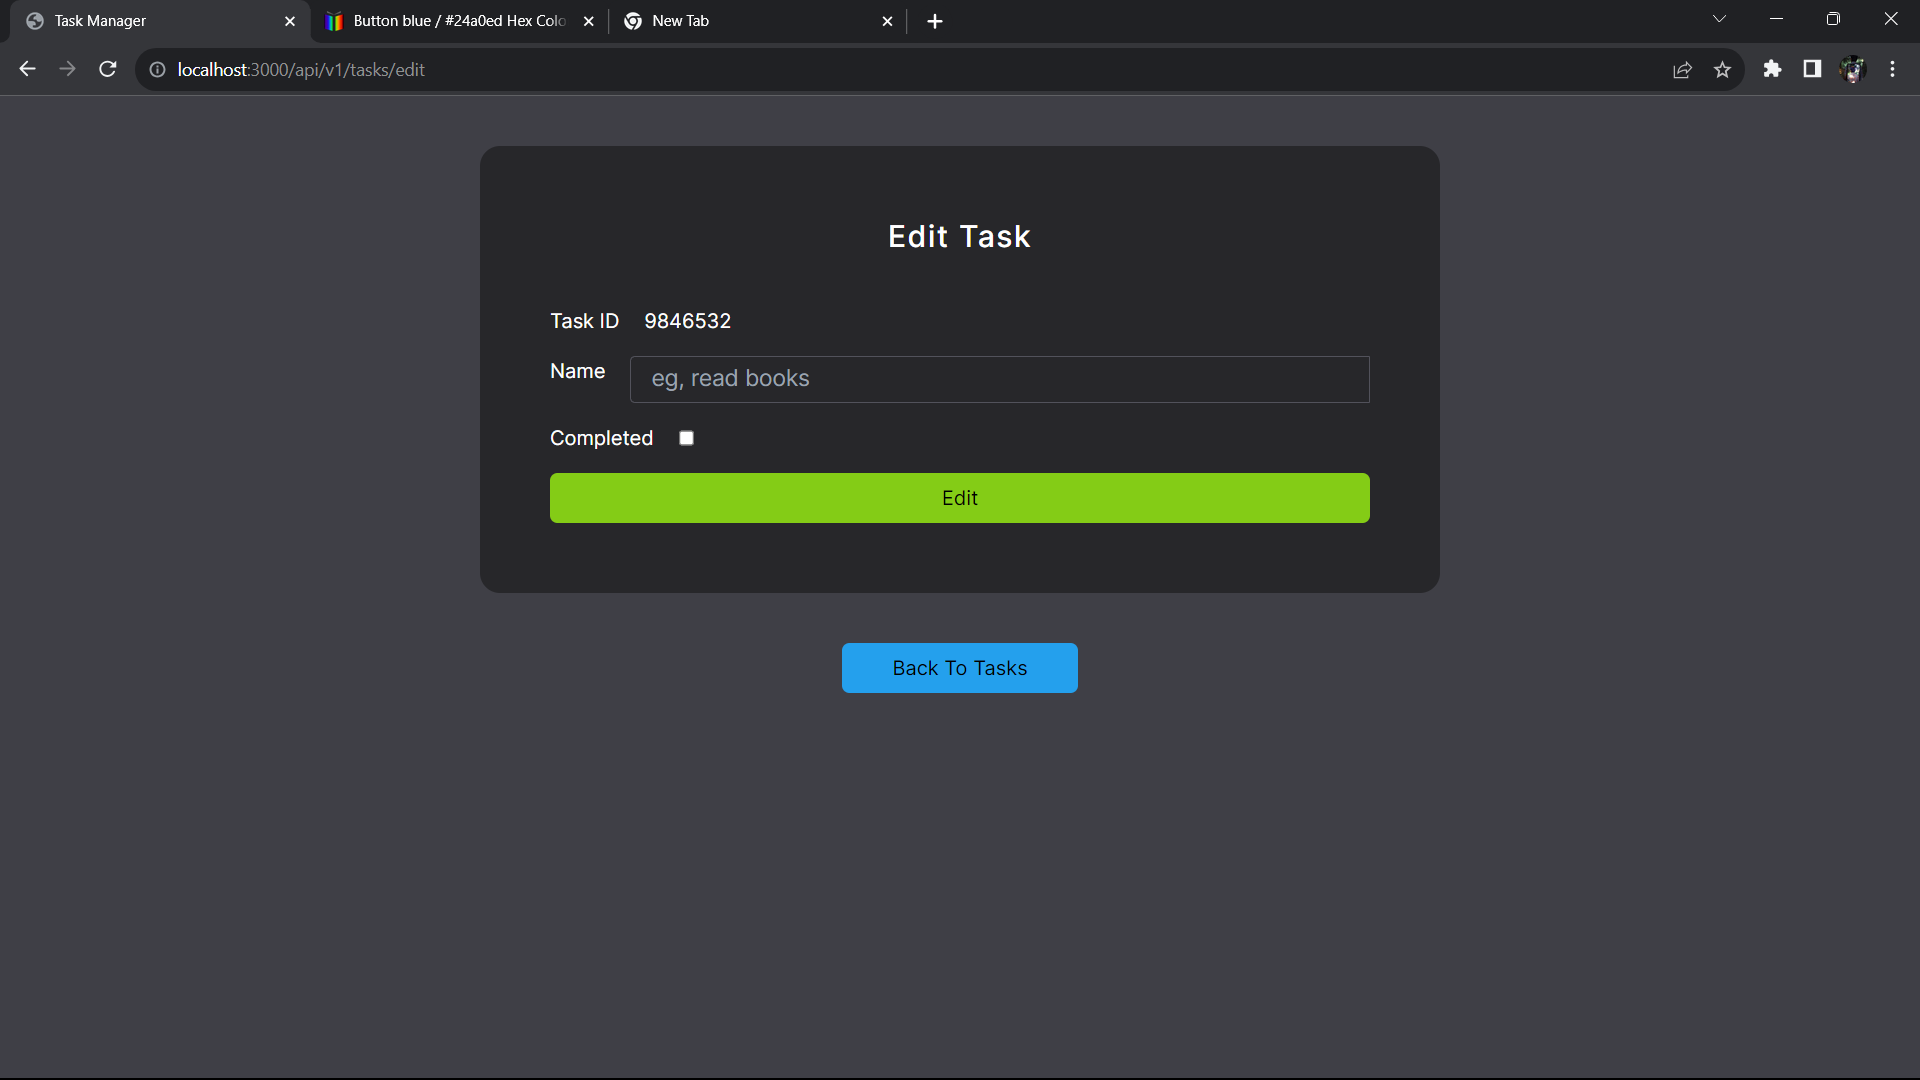 Task Manager
Button blue / #24a0ed Hex Colo
New Tab
localhost:3000/api/v1/tasks/edit
Edit Task
Task ID 9846532
Name eg, read books
Completed
Edit
Back To Tasks